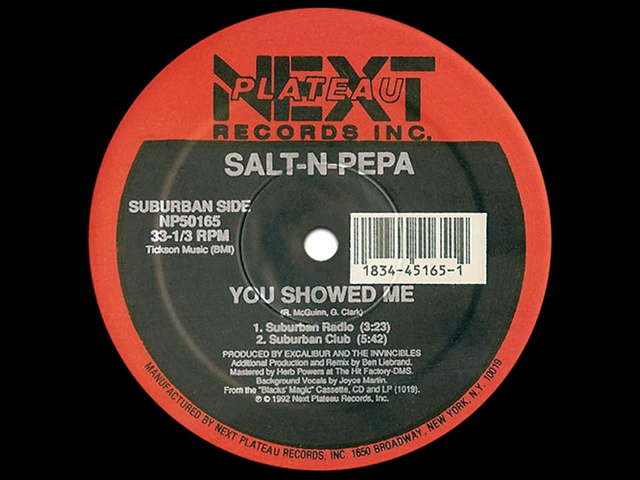 NEXT
PLATEAU
RECORDS INC.
SALT-N-PEPA
SUBURBAN SIDE
NP50165
33-1/3 RPM
Tickson Music (BMI)
1834-45165-1
YOU SHOWED ME
(R. McGuinn, G. Clark)
1. Suburban Radio (3:23)
2. Suburban Club (5:42)
PRODUCED BY EXCALIBUR AND THE INVINCIBLES
Additional Production and Remix by Ben Liebrand.
Mastered by Herb Powers at The Hit Factory-DMS.
Background Vocals by Joyce Martin.
From the "Blacks' Magic" Cassette, CD and LP (1019).
℗ © 1992 Next Plateau Records, Inc.
MANUFACTURED BY NEXT PLATEAU RECORDS, INC. 1650 BROADWAY, NEW YORK, N.Y. 10019